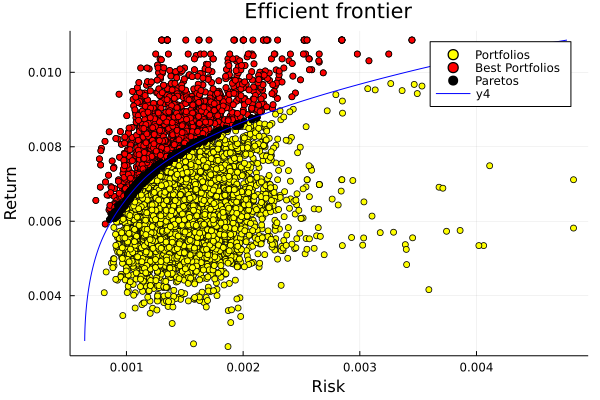 Efficient frontier
Portfolios
Best Portfolios
Paretos
y4
0.010
0.008
0.006
0.004
Return
0.001
0.002
0.003
0.004
Risk